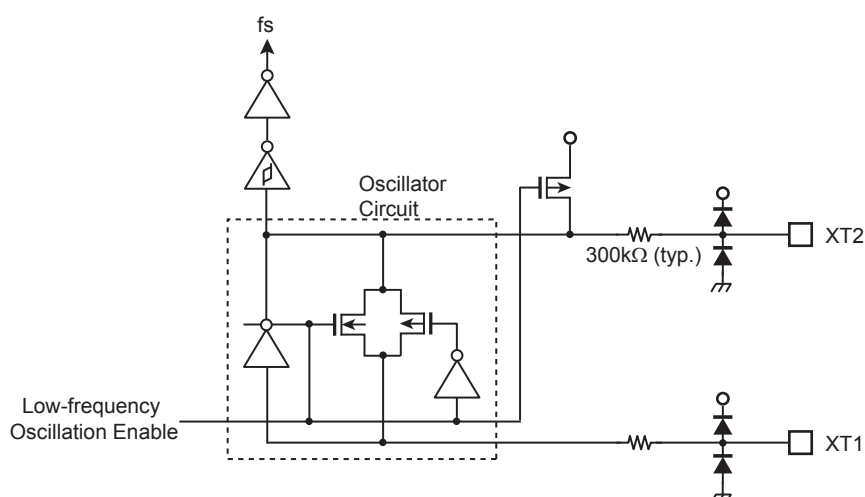 fs
Oscillator
Circuit
300kΩ (typ.)
XT2
Low-frequency
Oscillation Enable
XT1